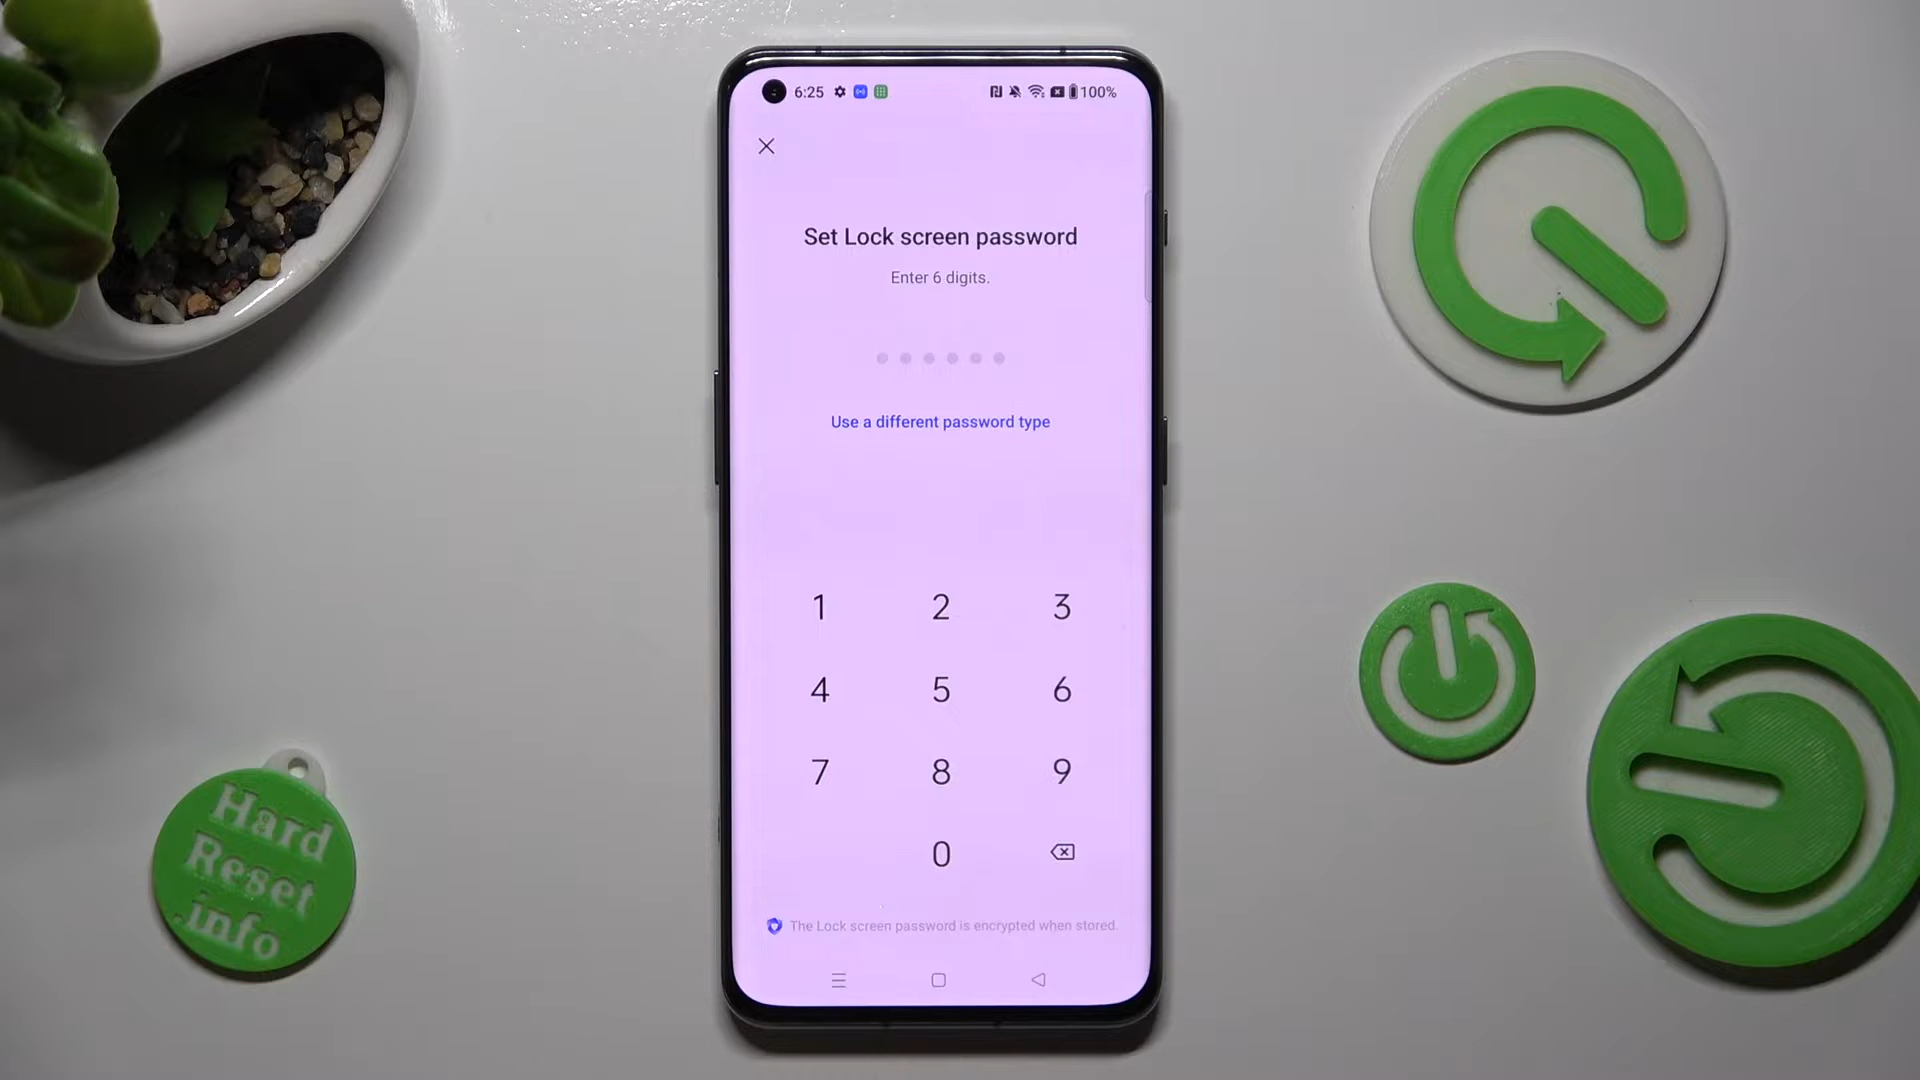 6:25
100%
Set Lock screen password
Enter 6 digits.
Use a different password type
1 2 3
4 5 6
7 8 9
0
The Lock screen password is encrypted when stored.
Hard
Reset
.info